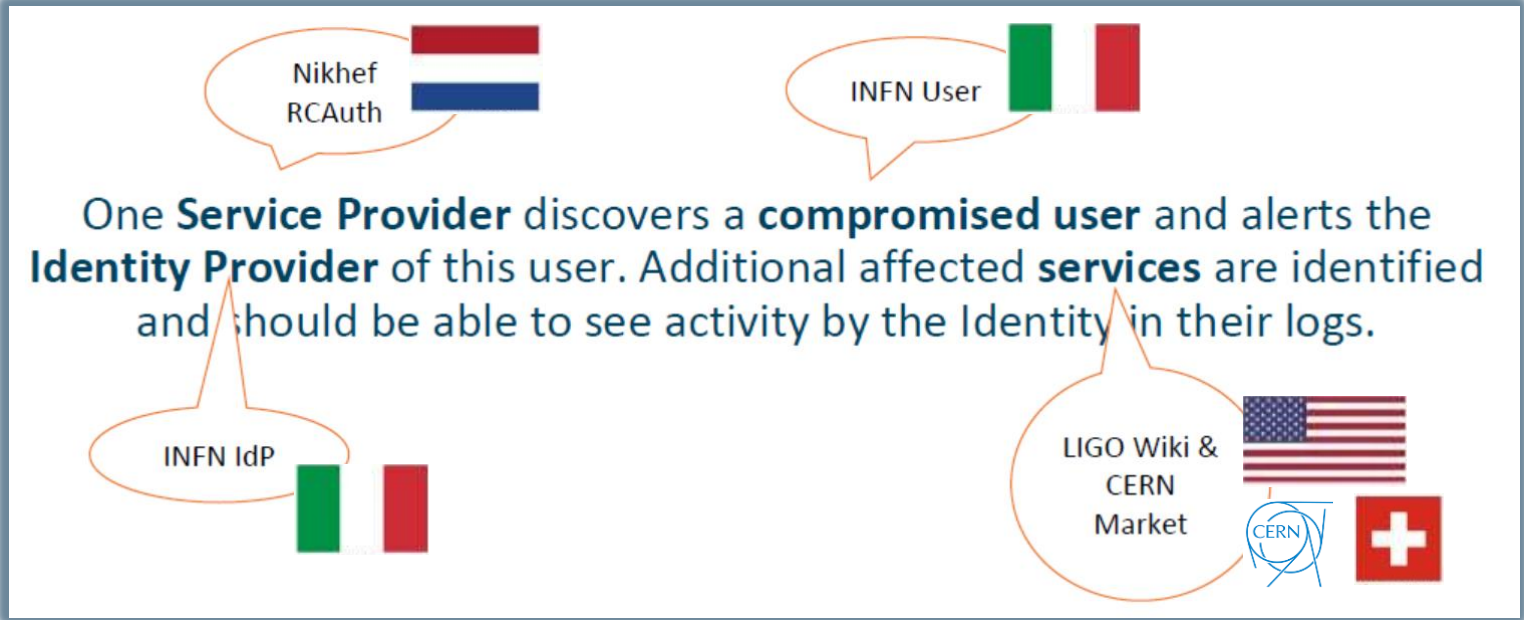 Nikhef
RCAuth
INFN User
One Service Provider discovers a compromised user and alerts the
Identity Provider of this user. Additional affected services are identified
and should be able to see activity by the Identity in their logs.
INFN IdP
LIGO Wiki &
CERN
Market
CERN